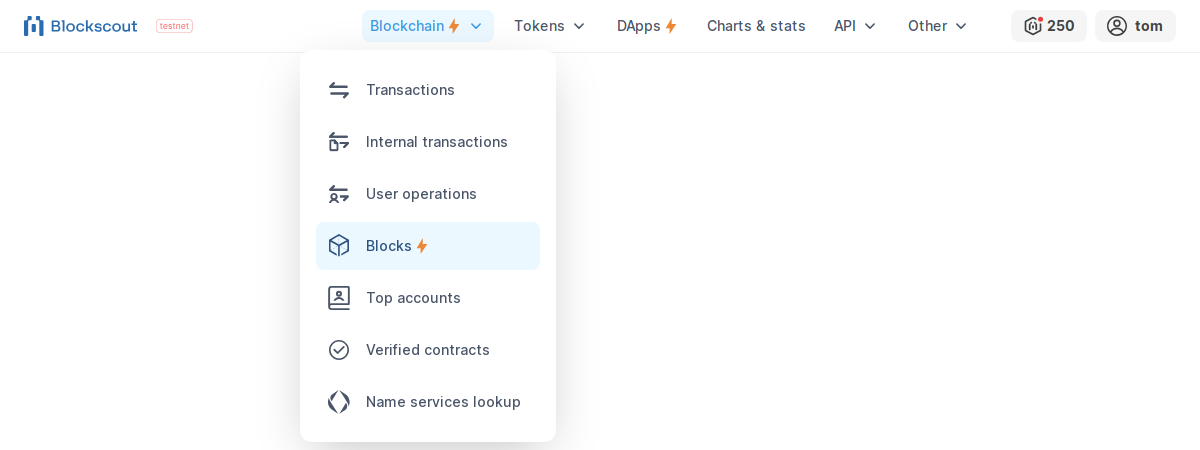 Blockscout testnet Blockchain Tokens DApps Charts & stats API Other 250 tom
Transactions
Internal transactions
User operations
Blocks
Top accounts
Verified contracts
Name services lookup